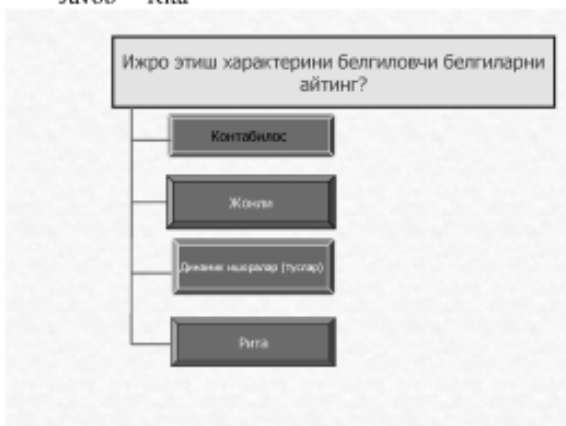 Ижро этиш характерини белгиловчи белгиларни
айтинг?
Контабилос
Жонли
Динамик ишоралар (туслар)
Рита